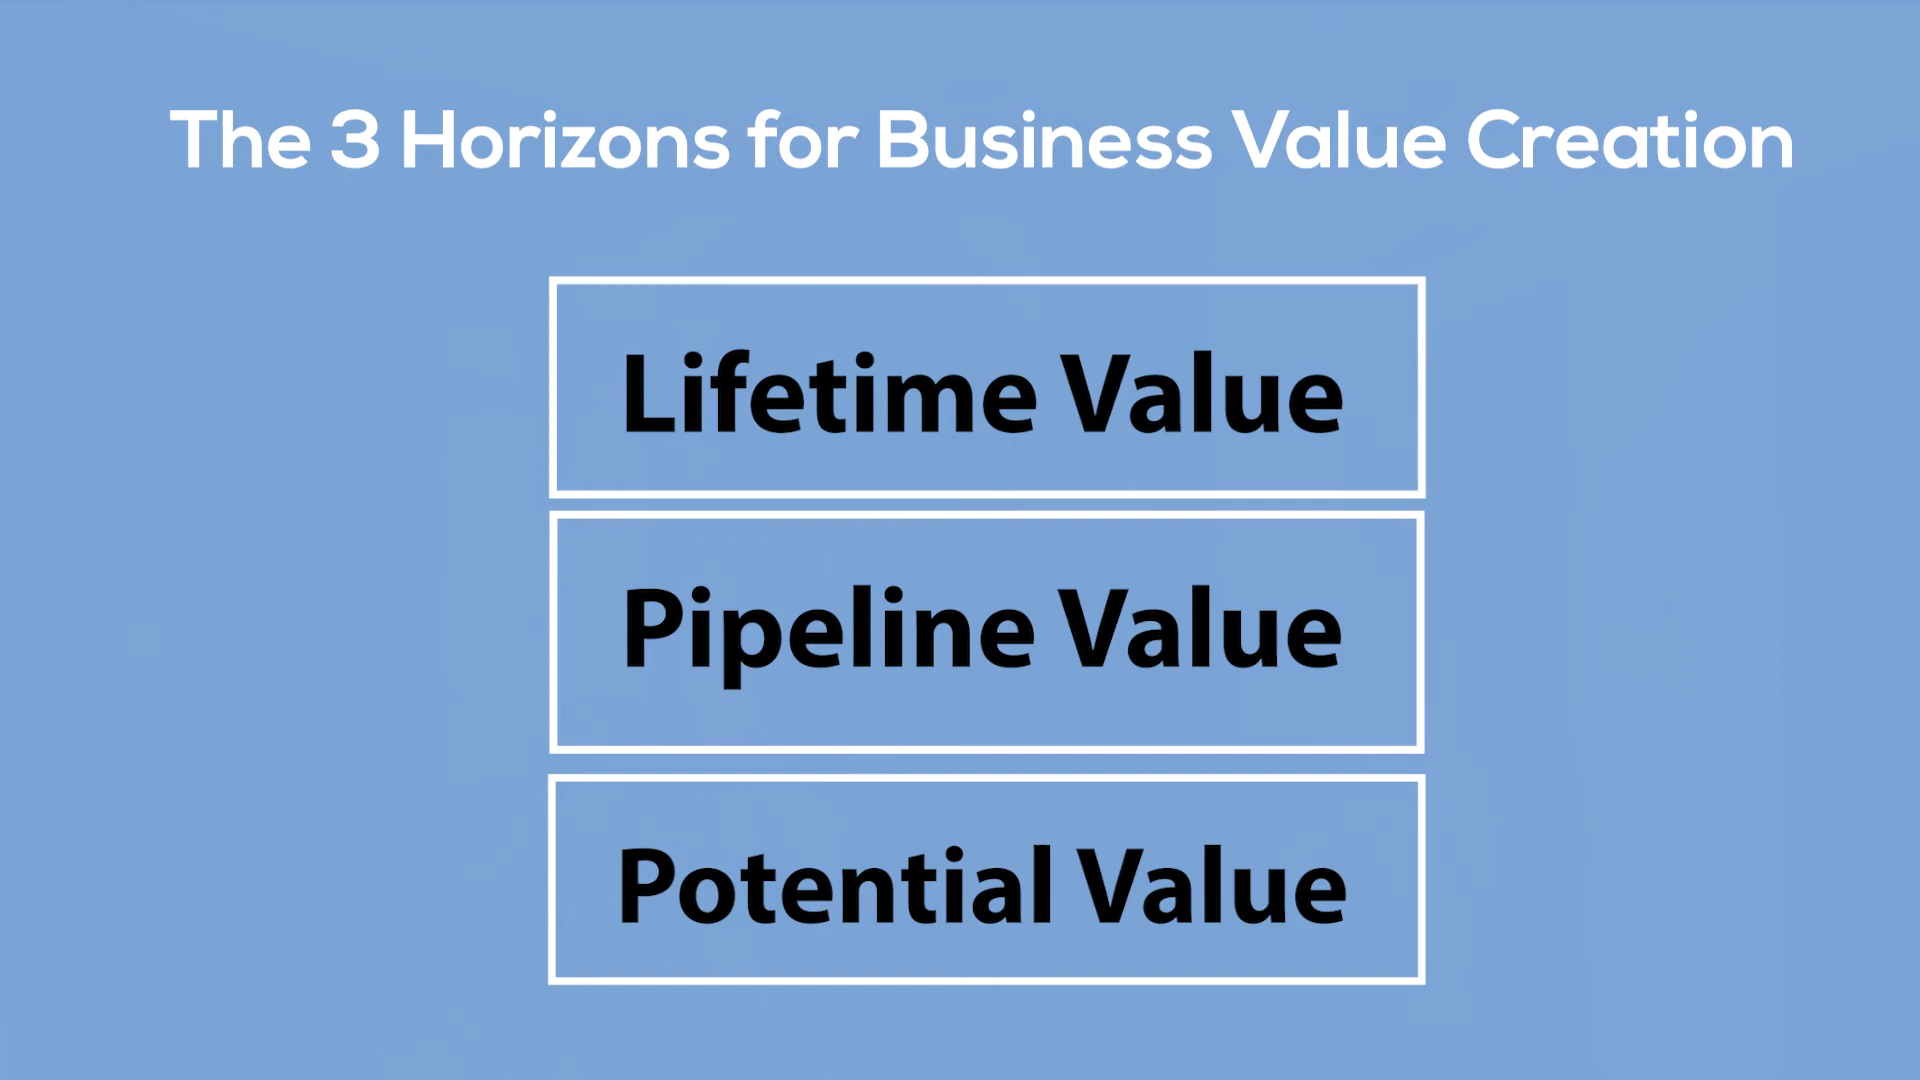 The 3 Horizons for Business Value Creation
Lifetime Value
Pipeline Value
Potential Value